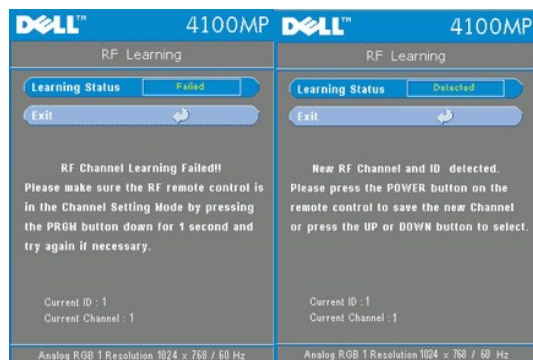 DELL™ 4100MP
RF Learning
Learning Status Failed
Exit
RF Channel Learning Failed!!
Please make sure the RF remote control is
in the Channel Setting Mode by pressing
the PRGM button down for 1 second and
try again if necessary.
Current ID : 1
Current Channel : 1
Analog RGB 1 Resolution 1024 x 768 / 60 Hz
DELL™ 4100MP
RF Learning
Learning Status Detected
Exit
New RF Channel and ID detected.
Please press the POWER button on the
remote control to save the new Channel
or press the UP or DOWN button to select.
Current ID : 1
Current Channel : 1
Analog RGB 1 Resolution 1024 x 768 / 60 Hz